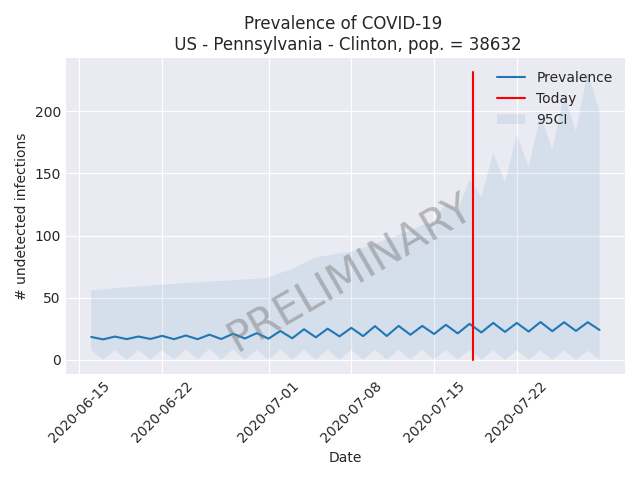 Prevalence of COVID-19
US - Pennsylvania - Clinton, pop. = 38632
Prevalence
Today
95CI
# undetected infections
200
150
100
50
0
PRELIMINARY
2020-06-15
2020-06-22
2020-07-01
2020-07-08
2020-07-15
2020-07-22
Date